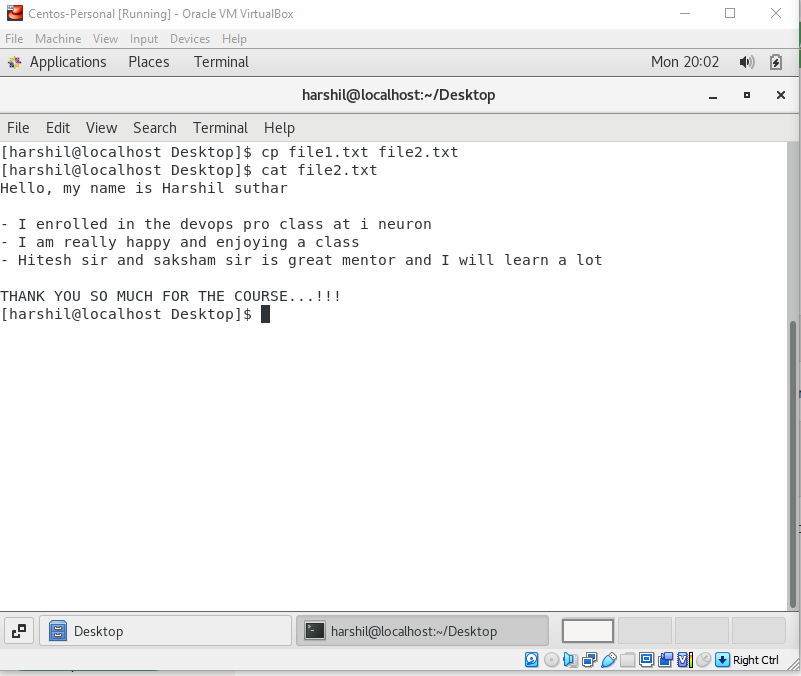 Centos-Personal [Running] - Oracle VM VirtualBox
File Machine View Input Devices Help
Applications Places Terminal Mon 20:02
harshil@localhost:~/Desktop
File Edit View Search Terminal Help
[harshil@localhost Desktop]$ cp file1.txt file2.txt
[harshil@localhost Desktop]$ cat file2.txt
Hello, my name is Harshil suthar
- I enrolled in the devops pro class at i neuron
- I am really happy and enjoying a class
- Hitesh sir and saksham sir is great mentor and I will learn a lot
THANK YOU SO MUCH FOR THE COURSE...!!!
[harshil@localhost Desktop]$
Desktop harshil@localhost:~/Desktop
Right Ctrl